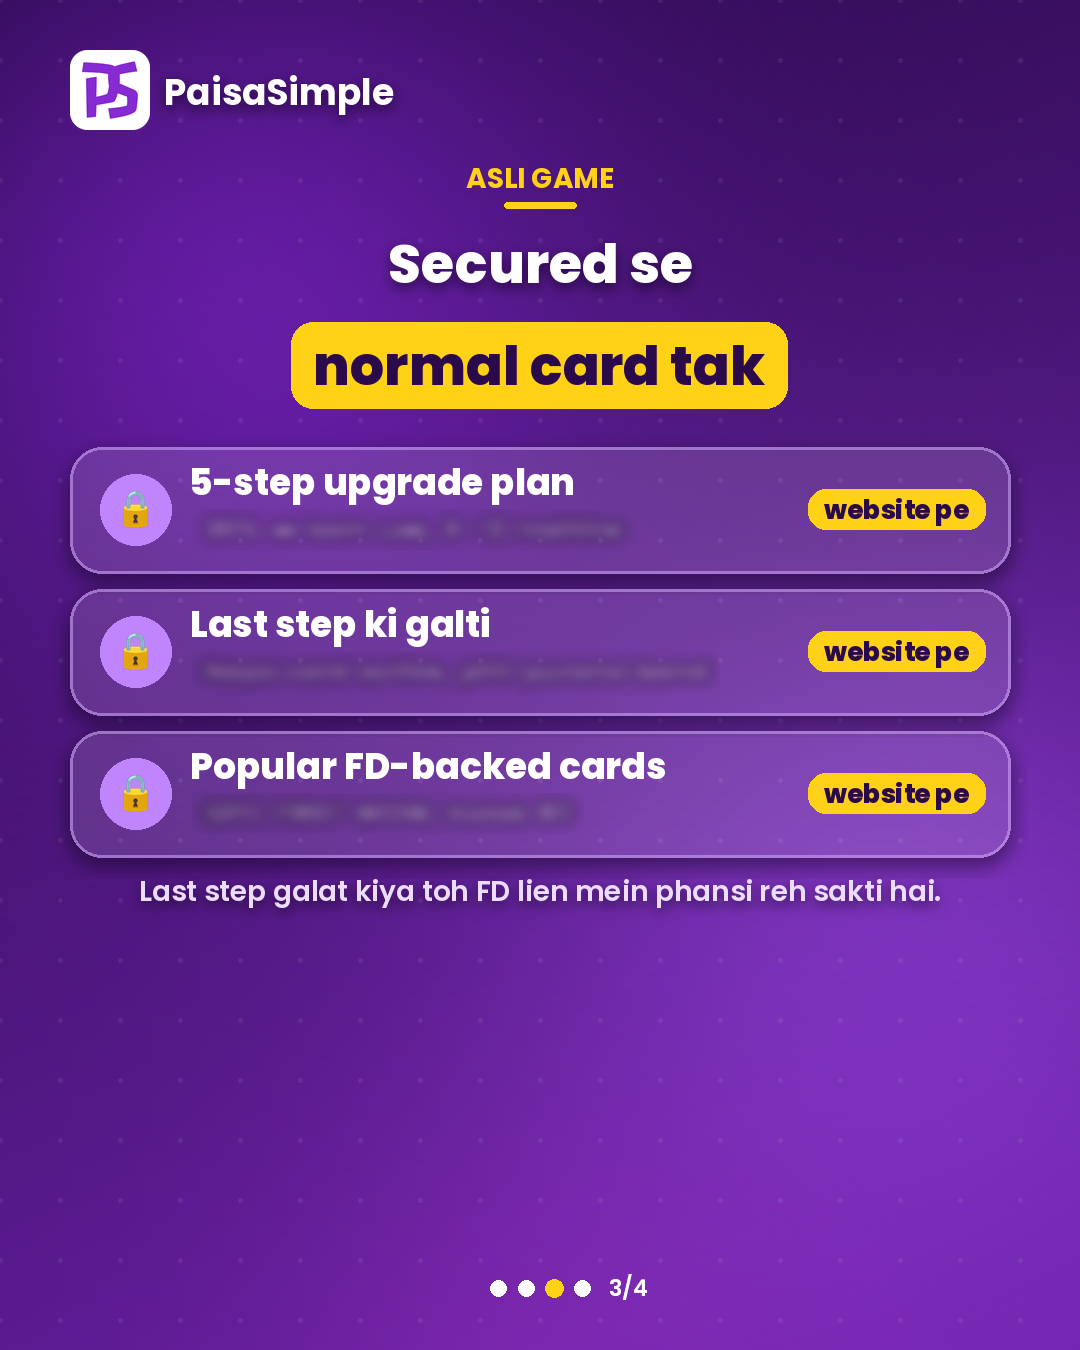 PaisaSimple
ASLI GAME
Secured se
normal card tak
5-step upgrade plan
website pe
Last step ki galti
website pe
Popular FD-backed cards
website pe
Last step galat kiya toh FD lien mein phansi reh sakti hai.
3/4